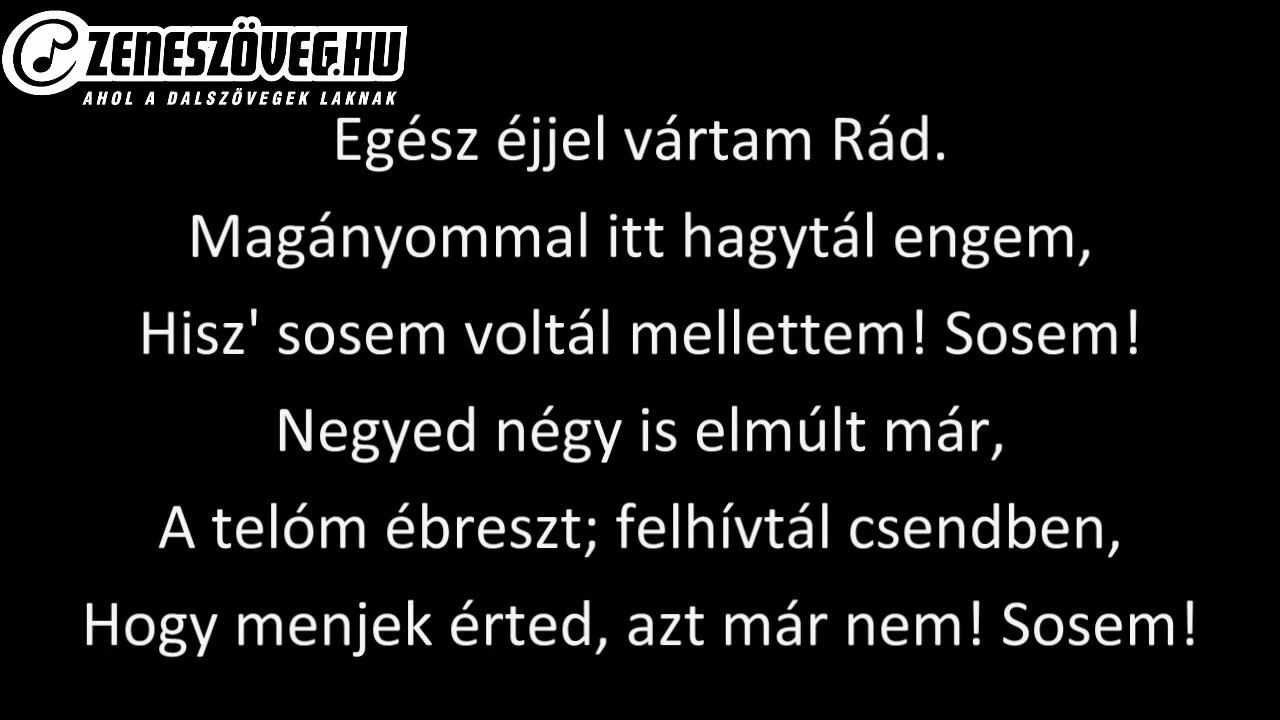 ZENESZÖVEG.HU
AHOL A DALSZÖVEGEK LAKNAK
Egész éjjel vártam Rád.
Magányommal itt hagytál engem,
Hisz' sosem voltál mellettem! Sosem!
Negyed négy is elmúlt már,
A telóm ébreszt; felhívtál csendben,
Hogy menjek érted, azt már nem! Sosem!